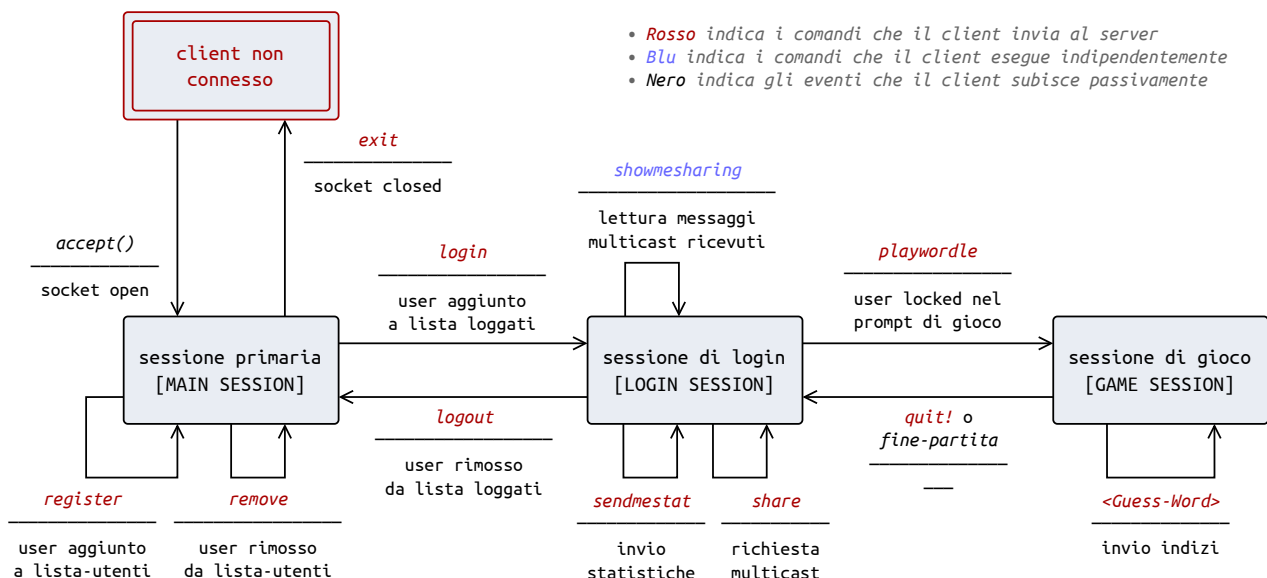 client non
connesso
• Rosso indica i comandi che il client invia al server
• Blu indica i comandi che il client esegue indipendentemente
• Nero indica gli eventi che il client subisce passivamente
exit
socket closed
showmesharing
lettura messaggi
multicast ricevuti
accept()
socket open
login
user aggiunto
a lista loggati
playwordle
user locked nel
prompt di gioco
sessione primaria
[MAIN SESSION]
sessione di login
[LOGIN SESSION]
sessione di gioco
[GAME SESSION]
logout
user rimosso
da lista loggati
quit! o
fine-partita
register
user aggiunto
a lista-utenti
remove
user rimosso
da lista-utenti
sendmestat
invio
statistiche
share
richiesta
multicast
<Guess-Word>
invio indizi